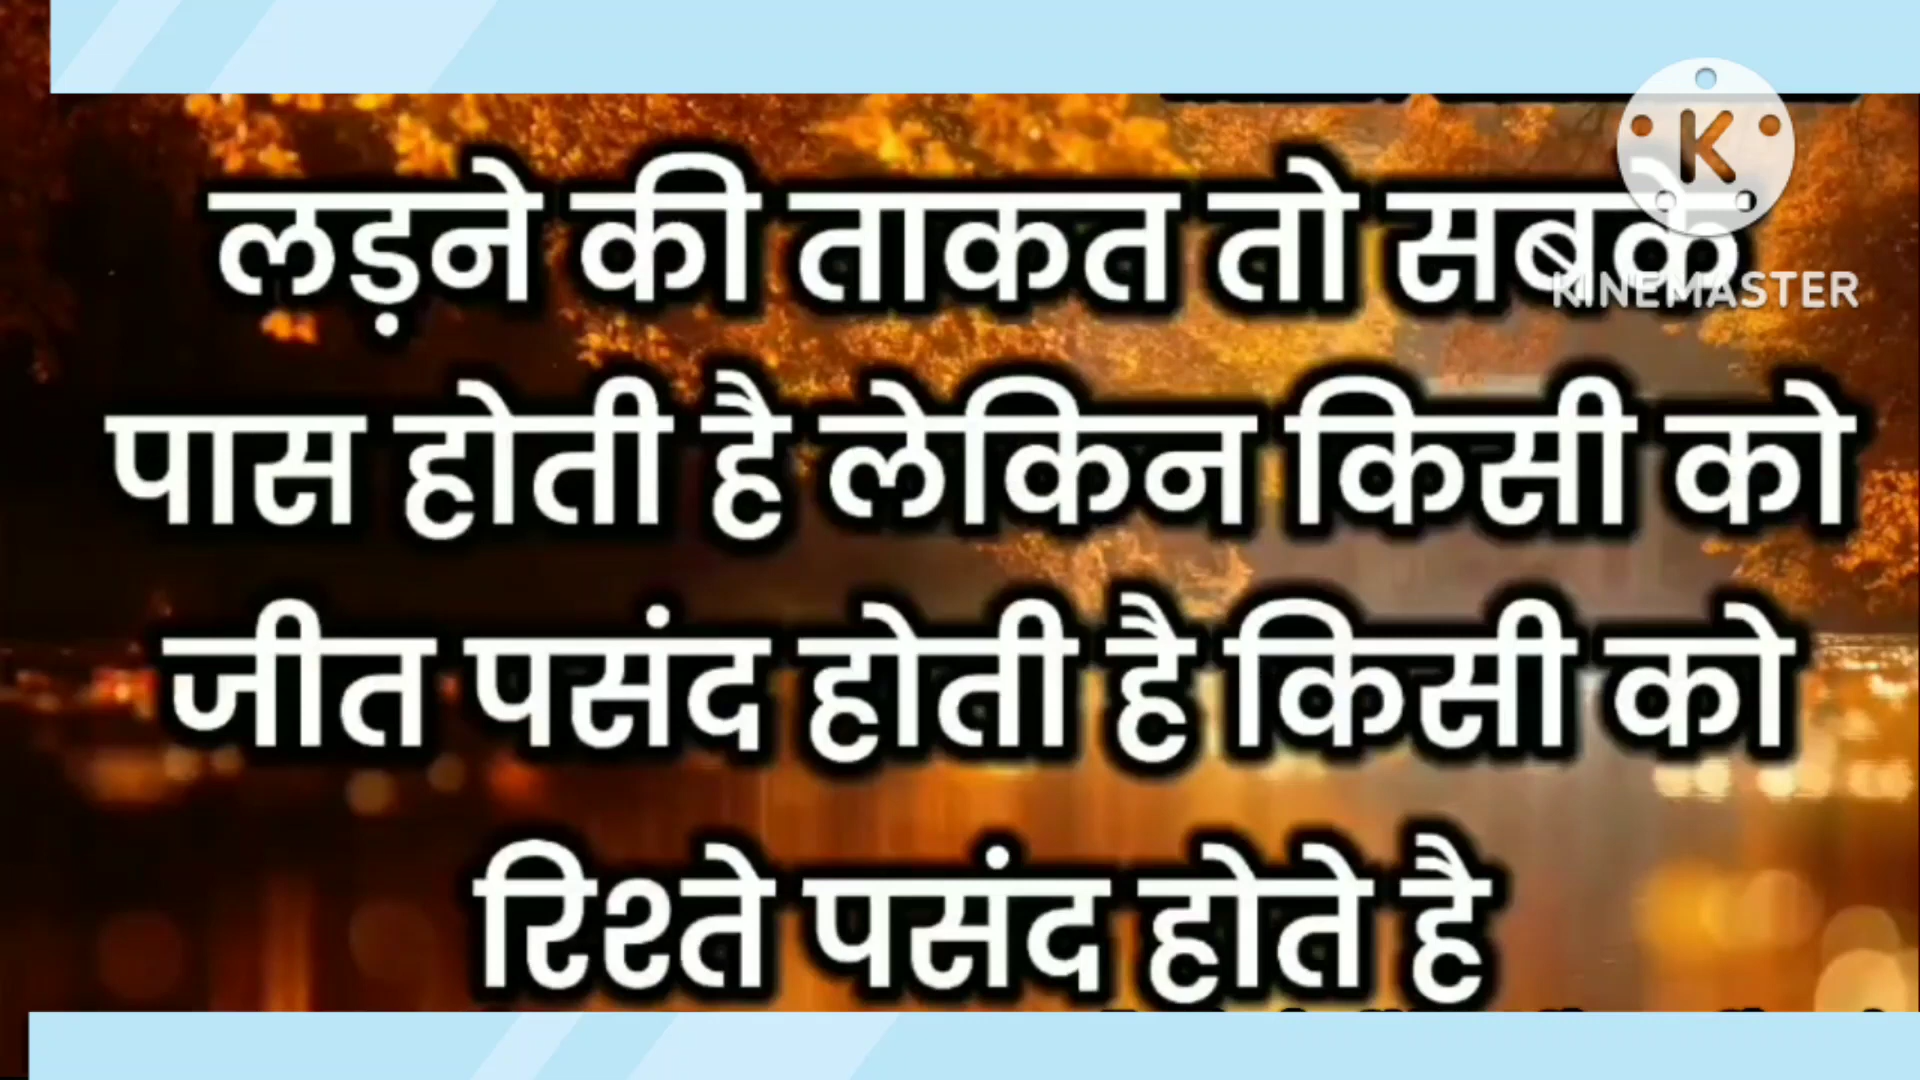 लड़ने की ताकत तो सबके
KINEMASTER
पास होती है लेकिन किसी को
जीत पसंद होती है किसी को
रिश्ते पसंद होते है